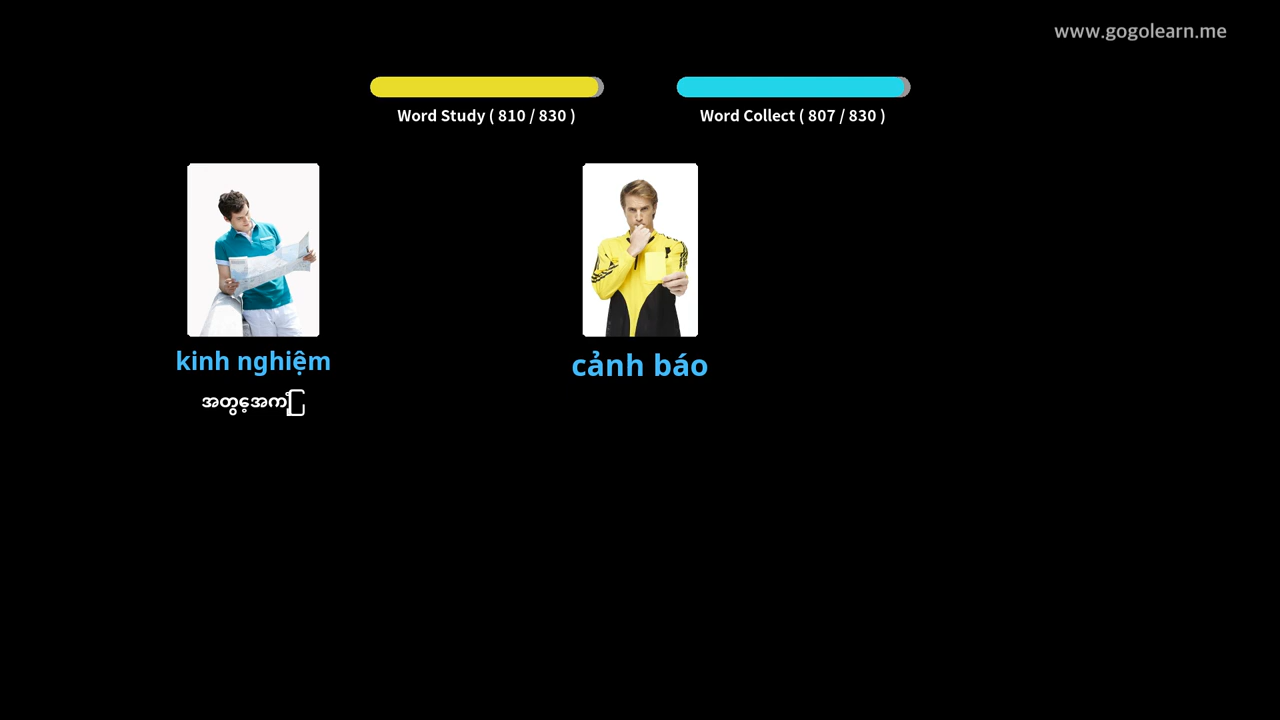 www.gogolearn.me
Word Study ( 810 / 830 )
Word Collect ( 807 / 830 )
kinh nghiệm
အတွေ့အကြုံ
cảnh báo